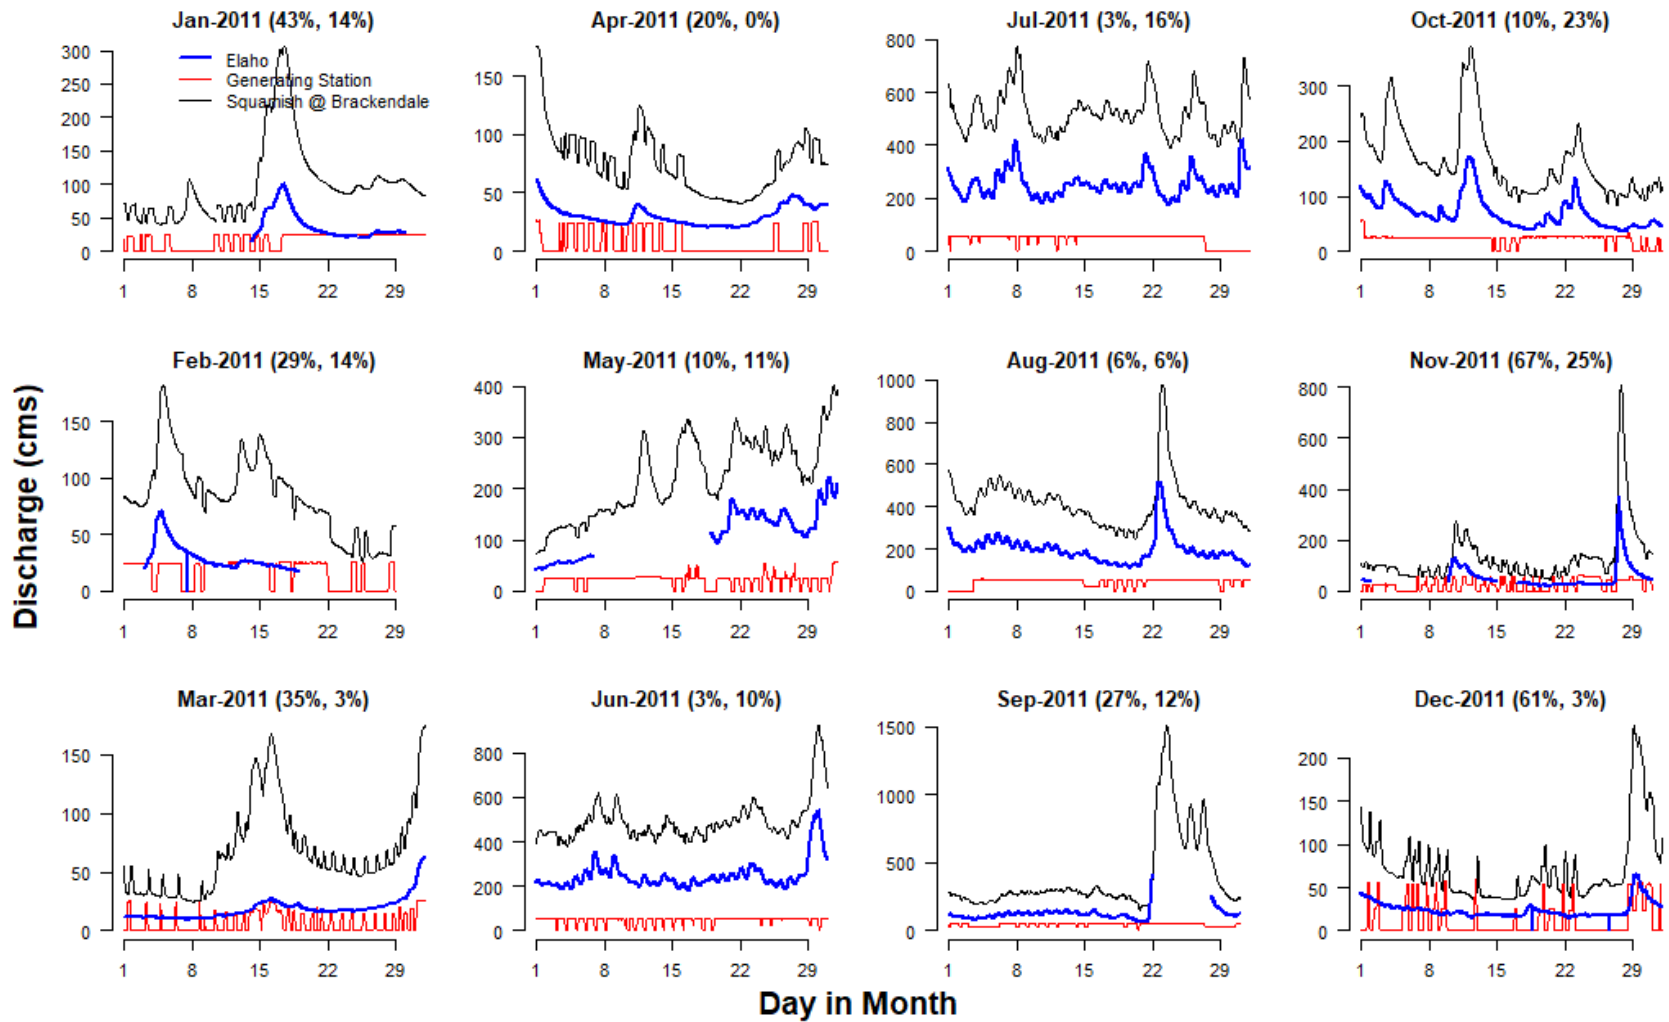 Jan-2011 (43%, 14%)
Apr-2011 (20%, 0%)
Jul-2011 (3%, 16%)
Oct-2011 (10%, 23%)
Elaho
Generating Station
Squamish @ Brackendale
0 50 100 150 200 250 300
1 8 15 22 29
0 50 100 150
1 8 15 22 29
0 200 400 600 800
1 8 15 22 29
0 100 200 300
1 8 15 22 29
Feb-2011 (29%, 14%)
May-2011 (10%, 11%)
Aug-2011 (6%, 6%)
Nov-2011 (67%, 25%)
0 50 100 150
1 8 15 22 29
0 100 200 300 400
1 8 15 22 29
0 200 400 600 800 1000
1 8 15 22 29
0 200 400 600 800
1 8 15 22 29
Discharge (cms)
Mar-2011 (35%, 3%)
Jun-2011 (3%, 10%)
Sep-2011 (27%, 12%)
Dec-2011 (61%, 3%)
0 50 100 150
1 8 15 22 29
0 200 400 600 800
1 8 15 22 29
0 500 1000 1500
1 8 15 22 29
0 50 100 150 200
1 8 15 22 29
Day in Month